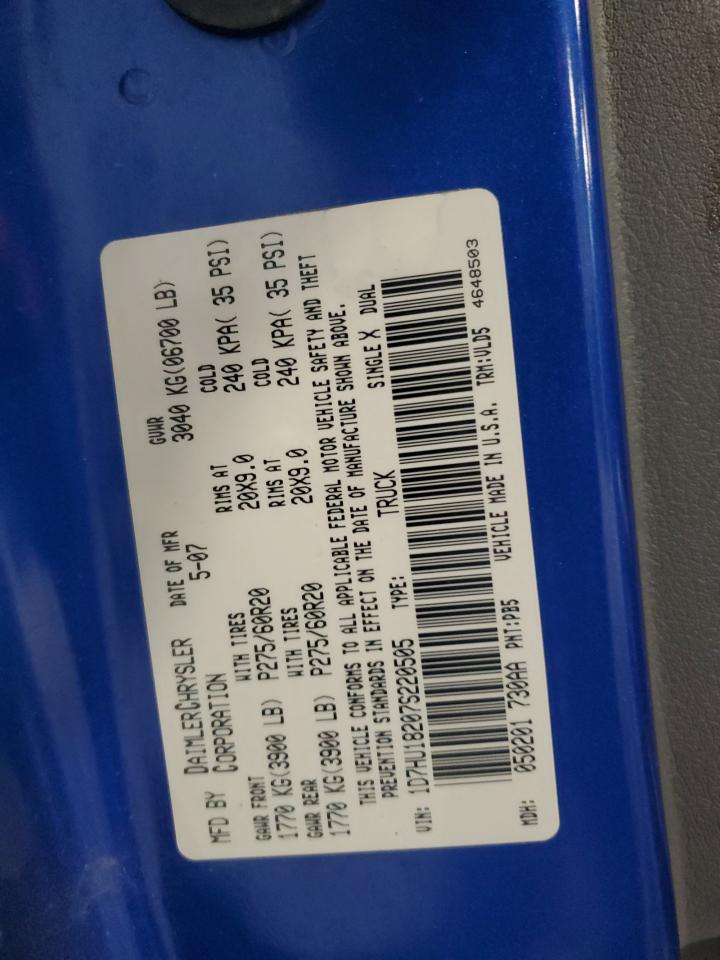 MFD BY DAIMLERCHRYSLER DATE OF MFR GVWR
CORPORATION 5-07 3040 KG(06700 LB)
GAWR FRONT WITH TIRES RIMS AT COLD
1770 KG(3900 LB) P275/60R20 20X9.0 240 KPA( 35 PSI)
GAWR REAR WITH TIRES RIMS AT COLD
1770 KG(3900 LB) P275/60R20 20X9.0 240 KPA( 35 PSI)
THIS VEHICLE CONFORMS TO ALL APPLICABLE FEDERAL MOTOR VEHICLE SAFETY AND THEFT
PREVENTION STANDARDS IN EFFECT ON THE DATE OF MANUFACTURE SHOWN ABOVE.
VIN: 1D7HU18207S220505 TYPE: TRUCK SINGLE X DUAL
MDH: 050201 730AA PNT:PB5 VEHICLE MADE IN U.S.A. TRM:VLD5 4648503